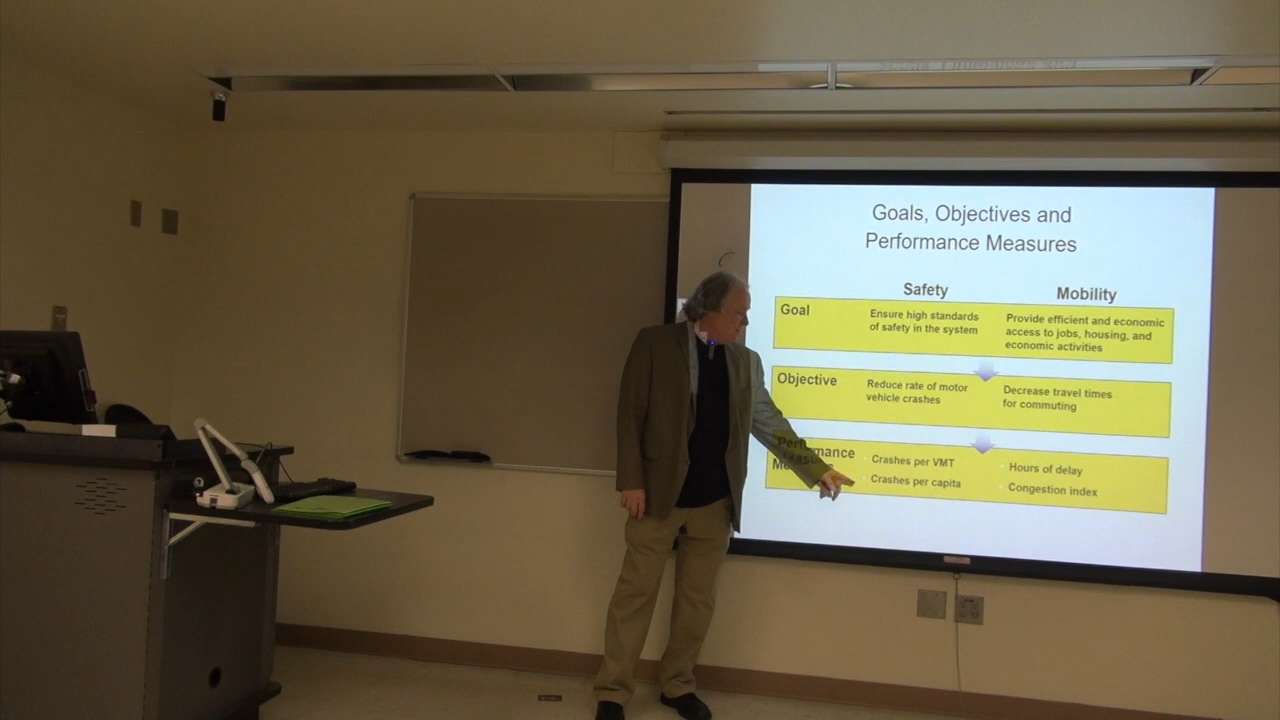 Goals, Objectives and
Performance Measures
Safety
Mobility
Goal
Ensure high standards
of safety in the system
Provide efficient and economic
access to jobs, housing, and
economic activities
Objective
Reduce rate of motor
vehicle crashes
Decrease travel times
for commuting
Performance
Measures
Crashes per VMT
Crashes per capita
Hours of delay
Congestion index